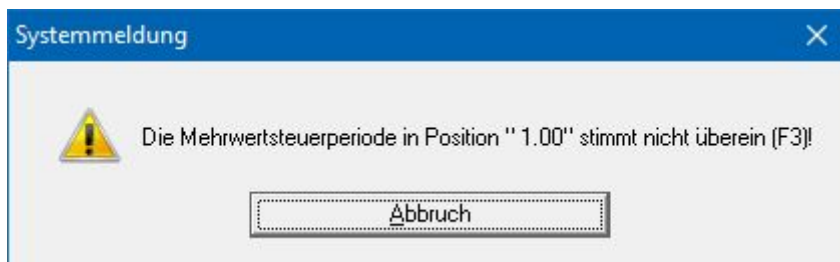 Systemmeldung
Die Mehrwertsteuerperiode in Position " 1.00" stimmt nicht überein (F3)!
Abbruch